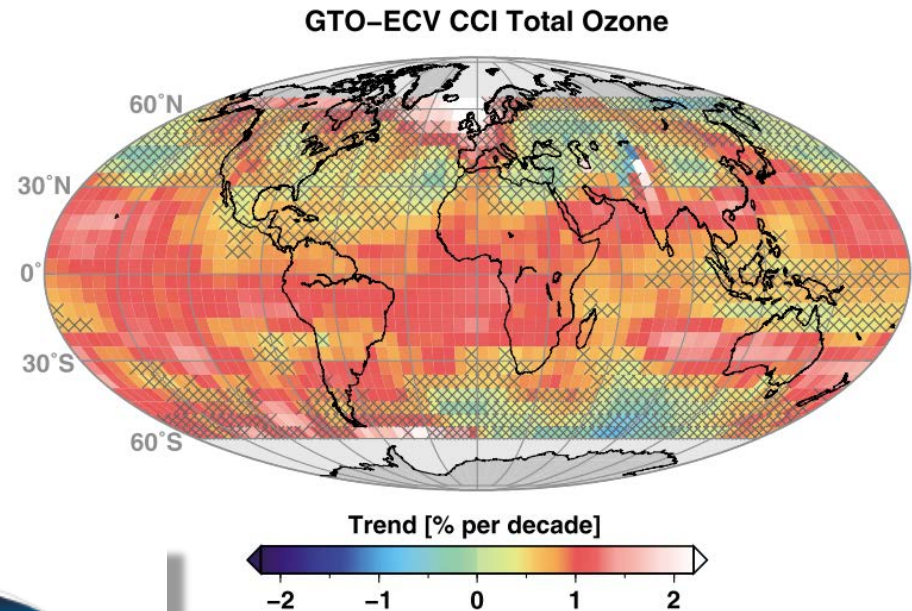 GTO−ECV CCI Total Ozone
60°N
30°N
0°
30°S
60°S
Trend [% per decade]
−2 −1 0 1 2